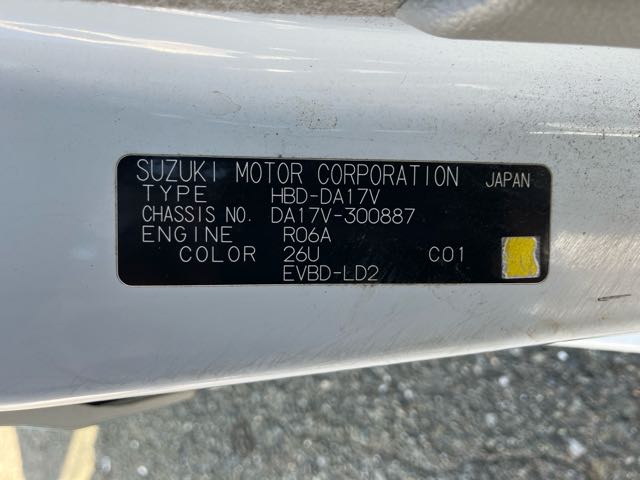 SUZUKI MOTOR CORPORATION JAPAN
TYPE HBD-DA17V
CHASSIS NO. DA17V-300887
ENGINE R06A
COLOR 26U C01
EVBD-LD2